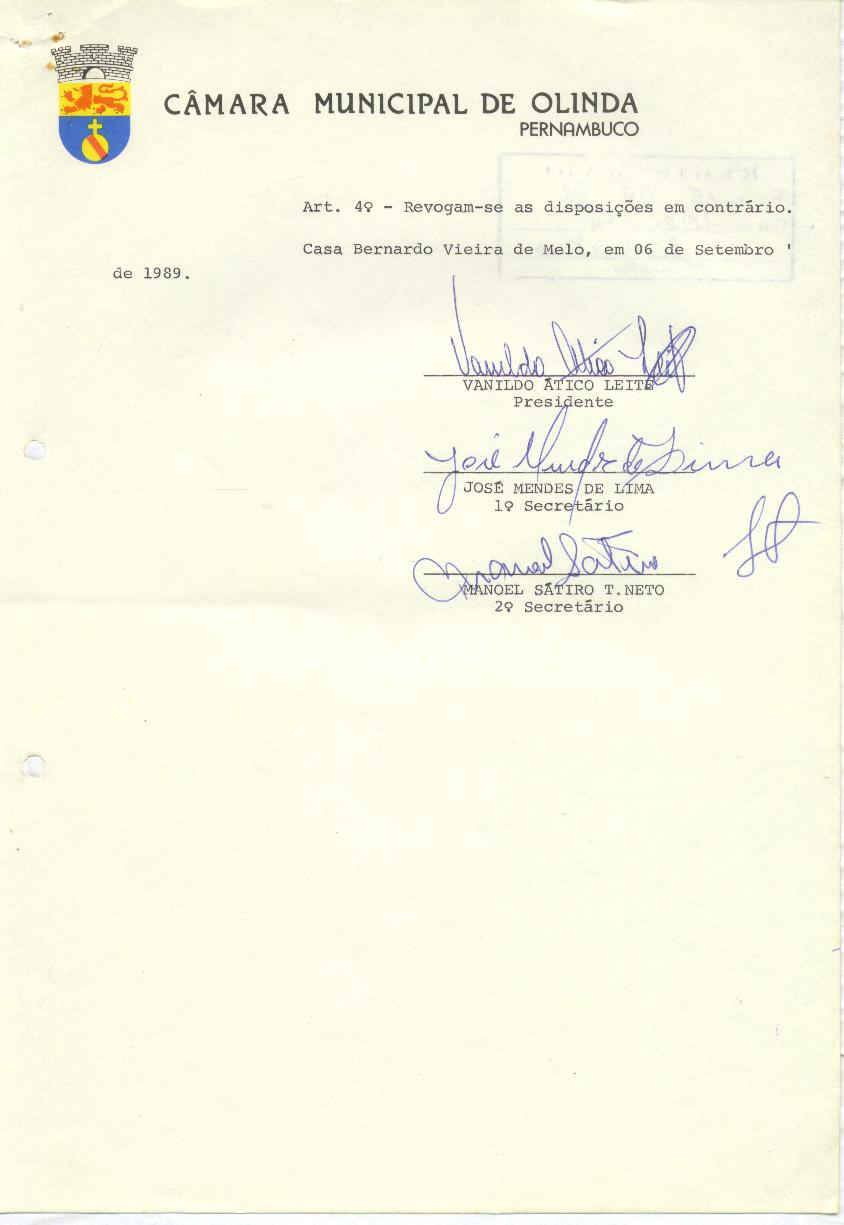 CÂMARA MUNICIPAL DE OLINDA
PERNAMBUCO
Art. 4º - Revogam-se as disposições em contrário.
Casa Bernardo Vieira de Melo, em 06 de Setembro '
de 1989.
Vanildo Ático Leite
VANILDO ÁTICO LEITE
Presidente
José Mendes de Lima
JOSÉ MENDES DE LIMA
1º Secretário
Manoel Sátiro
MANOEL SÁTIRO T.NETO
2º Secretário